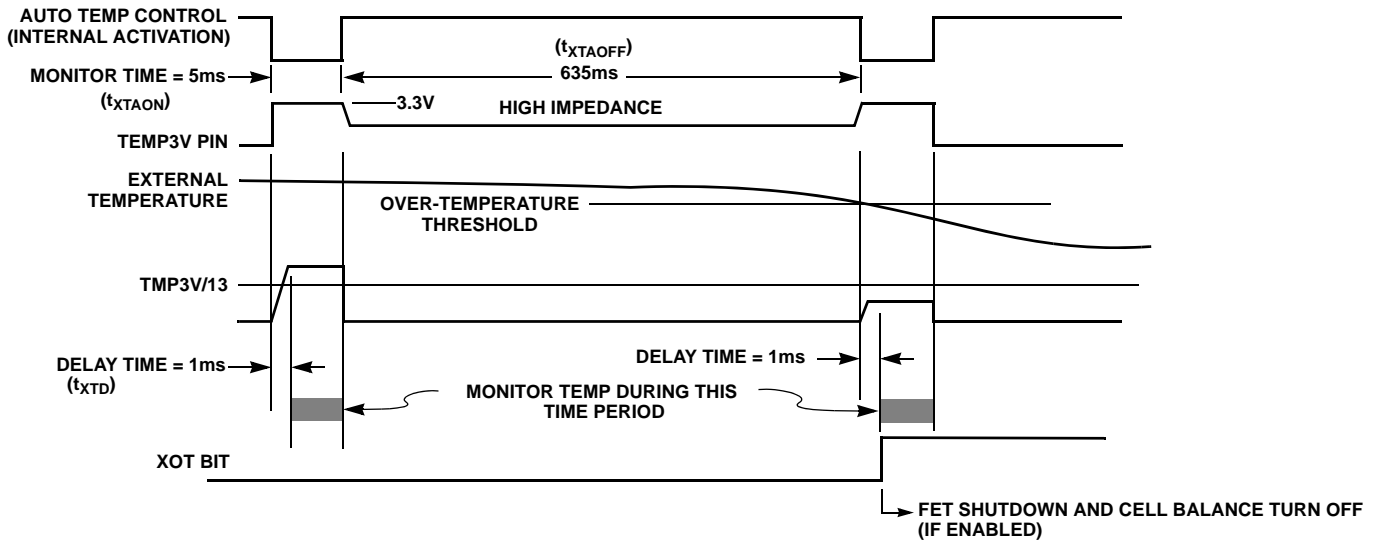 AUTO TEMP CONTROL
(INTERNAL ACTIVATION)
(tXTAOFF)
635ms
MONITOR TIME = 5ms
(tXTAON)
3.3V
HIGH IMPEDANCE
TEMP3V PIN
EXTERNAL
TEMPERATURE
OVER-TEMPERATURE
THRESHOLD
TMP3V/13
DELAY TIME = 1ms
(tXTD)
DELAY TIME = 1ms
MONITOR TEMP DURING THIS
TIME PERIOD
XOT BIT
FET SHUTDOWN AND CELL BALANCE TURN OFF
(IF ENABLED)